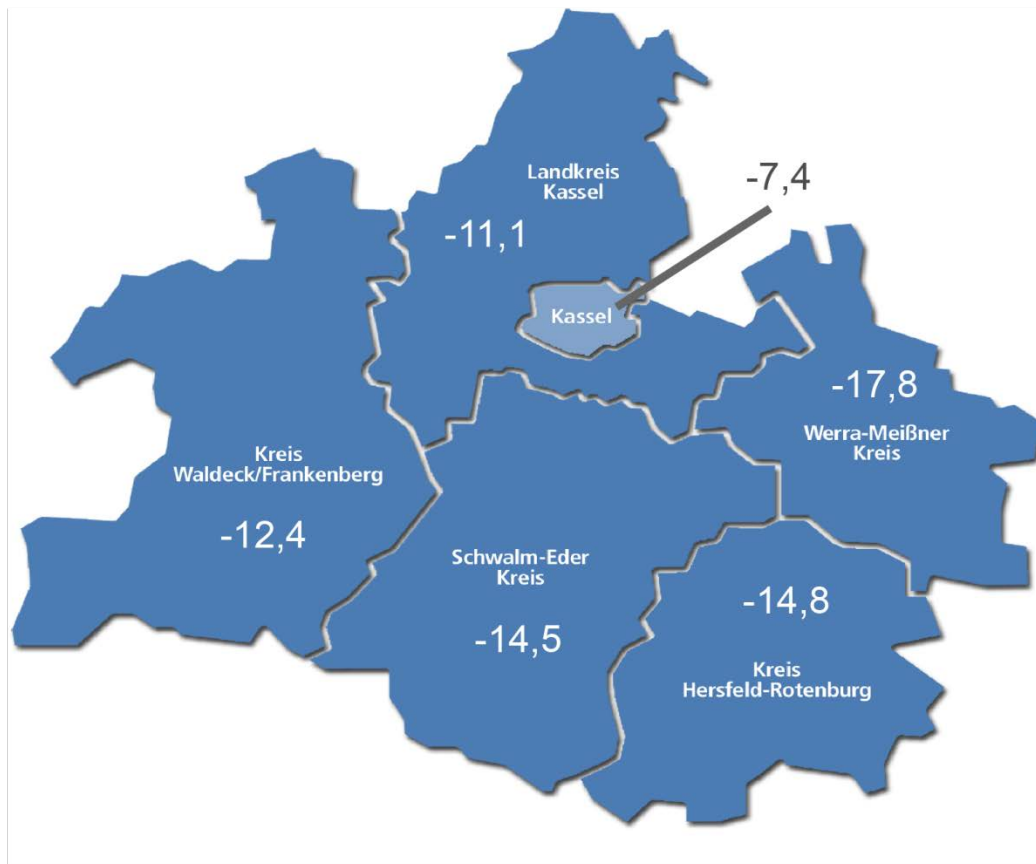 Landkreis
Kassel
-11,1
-7,4
Kassel
-17,8
Werra-Meißner
Kreis
Kreis
Waldeck/Frankenberg
-12,4
Schwalm-Eder
Kreis
-14,5
-14,8
Kreis
Hersfeld-Rotenburg